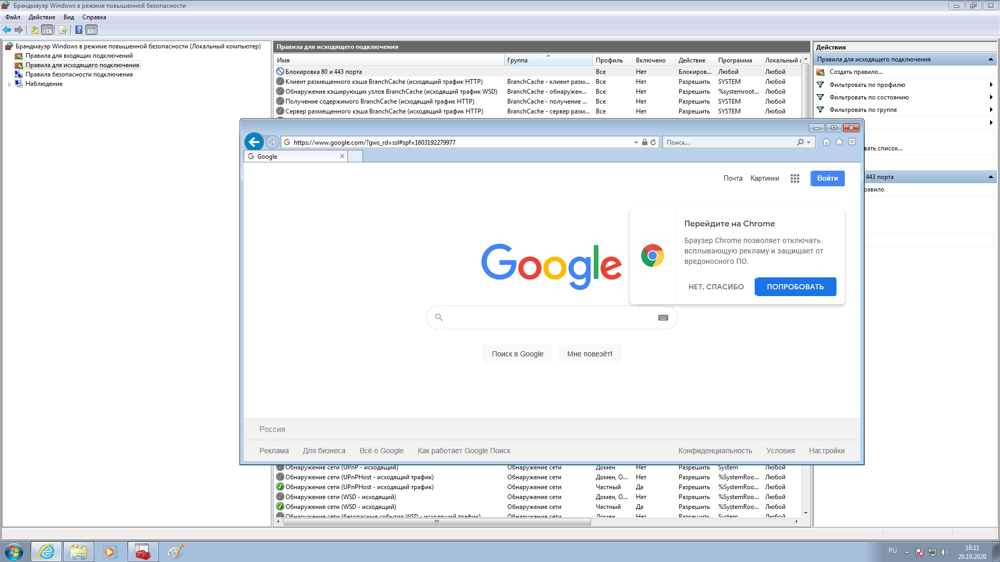 Брандмауэр Windows в режиме повышенной безопасности
Файл Действие Вид Справка
Брандмауэр Windows в режиме повышенной безопасности (Локальный компьютер)
Правила для входящих подключений
Правила для исходящего подключения
Правила безопасности подключения
Наблюдение
Правила для исходящего подключения
Имя Группа Профиль Включено Действие Программа Локальный а
Блокировка 80 и 443 порта Все Нет Блокиров... Любой Любой
Клиент размещенного кэша BranchCache (исходящий трафик HTTP) BranchCache - клиент разм... Все Нет Разрешить SYSTEM Любой
Обнаружение кэширующих узлов BranchCache (исходящий трафик WSD) BranchCache - обнаружен... Все Нет Разрешить %systemroot... Любой
Получение содержимого BranchCache (исходящий трафик HTTP) BranchCache - получение ... Все Нет Разрешить SYSTEM Любой
Сервер размещенного кэша BranchCache (исходящий трафик HTTP) BranchCache - сервер разм... Все Нет Разрешить SYSTEM Любой
Действия
Правила для исходящего подключения
Создать правило...
Фильтровать по профилю
Фильтровать по состоянию
Фильтровать по группе
вать список...
443 порта
равило
https://www.google.com/?gws_rd=ssl#spf=1603192279977
Поиск...
Google
Почта Картинки Войти
Перейдите на Chrome
Браузер Chrome позволяет отключать
всплывающую рекламу и защищает от
вредоносного ПО.
НЕТ, СПАСИБО ПОПРОБОВАТЬ
Google
Поиск в Google Мне повезёт!
Россия
Реклама Для бизнеса Всё о Google Как работает Google Поиск Конфиденциальность Условия Настройки
Обнаружение сети (UPnP - исходящий) Обнаружение сети Домен Нет Разрешить System Любой
Обнаружение сети (UPnPHost - исходящий трафик) Обнаружение сети Домен, О... Нет Разрешить %SystemRoo... Любой
Обнаружение сети (UPnPHost - исходящий трафик) Обнаружение сети Частный Да Разрешить %SystemRoo... Любой
Обнаружение сети (WSD - исходящий) Обнаружение сети Домен, О... Нет Разрешить %SystemRoo... Любой
Обнаружение сети (WSD - исходящий) Обнаружение сети Частный Да Разрешить %SystemRoo... Любой
Обнаружение сети (безопасные события WSD - исходящий трафик) Обнаружение сети Домен Нет Разрешить System Любой
RU
18:11
20.10.2020